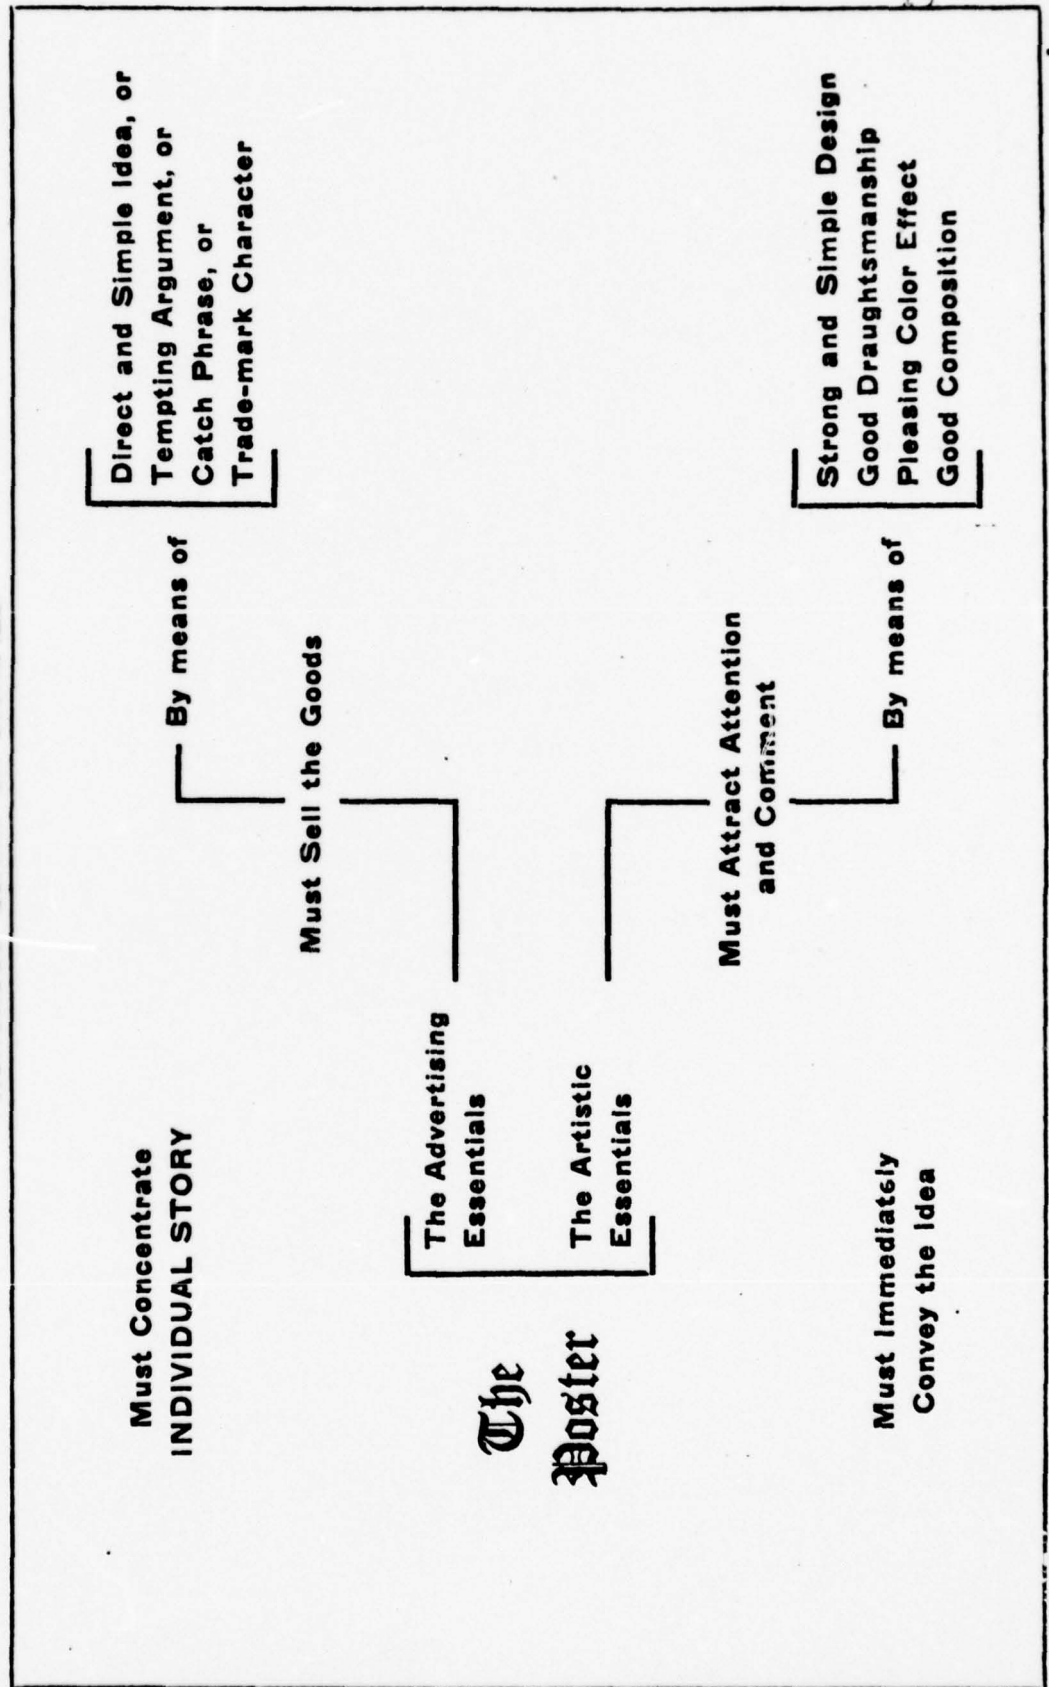 Must Concentrate
INDIVIDUAL STORY
The
Poster
The Advertising
Essentials
The Artistic
Essentials
Must Immediately
Convey the Idea
Must Sell the Goods
By means of
Direct and Simple Idea, or
Tempting Argument, or
Catch Phrase, or
Trade-mark Character
Must Attract Attention
and Comment
By means of
Strong and Simple Design
Good Draughtsmanship
Pleasing Color Effect
Good Composition